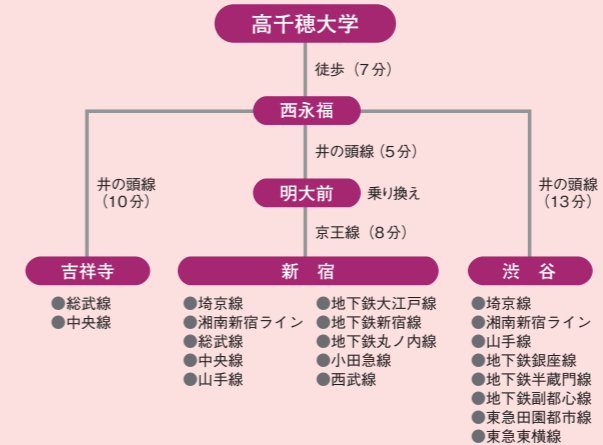 高千穂大学
徒歩（7分）
西永福
井の頭線（5分）
明大前 乗り換え
京王線（8分）
井の頭線
（10分）
吉祥寺
●総武線
●中央線
新　宿
●埼京線
●湘南新宿ライン
●総武線
●中央線
●山手線
●地下鉄大江戸線
●地下鉄新宿線
●地下鉄丸ノ内線
●小田急線
●西武線
井の頭線
（13分）
渋　谷
●埼京線
●湘南新宿ライン
●山手線
●地下鉄銀座線
●地下鉄半蔵門線
●地下鉄副都心線
●東急田園都市線
●東急東横線